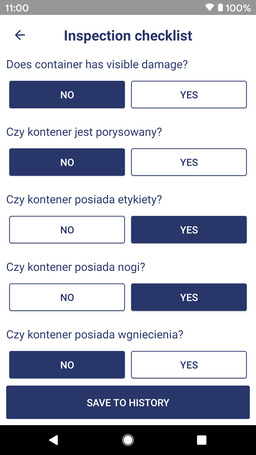 11:00
100%
Inspection checklist
Does container has visible damage?
NO YES
Czy kontener jest porysowany?
NO YES
Czy kontener posiada etykiety?
NO YES
Czy kontener posiada nogi?
NO YES
Czy kontener posiada wgniecienia?
NO YES
SAVE TO HISTORY